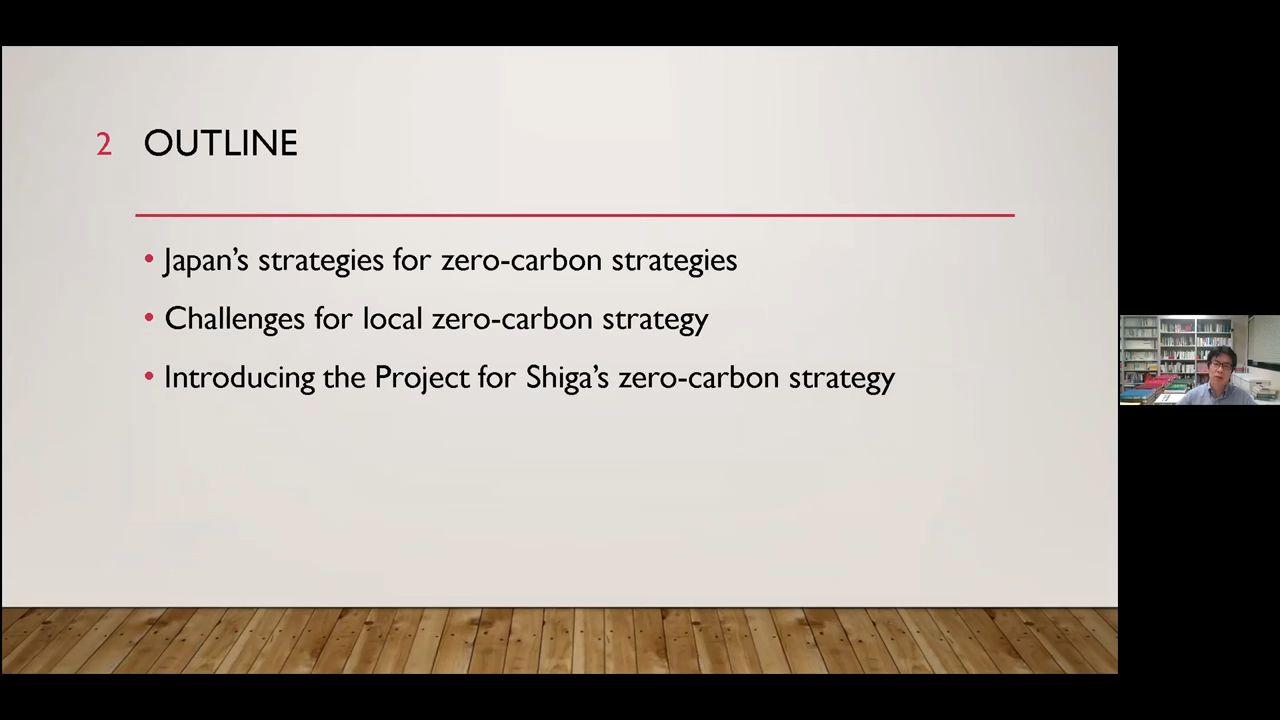 2 OUTLINE
• Japan’s strategies for zero-carbon strategies
• Challenges for local zero-carbon strategy
• Introducing the Project for Shiga’s zero-carbon strategy